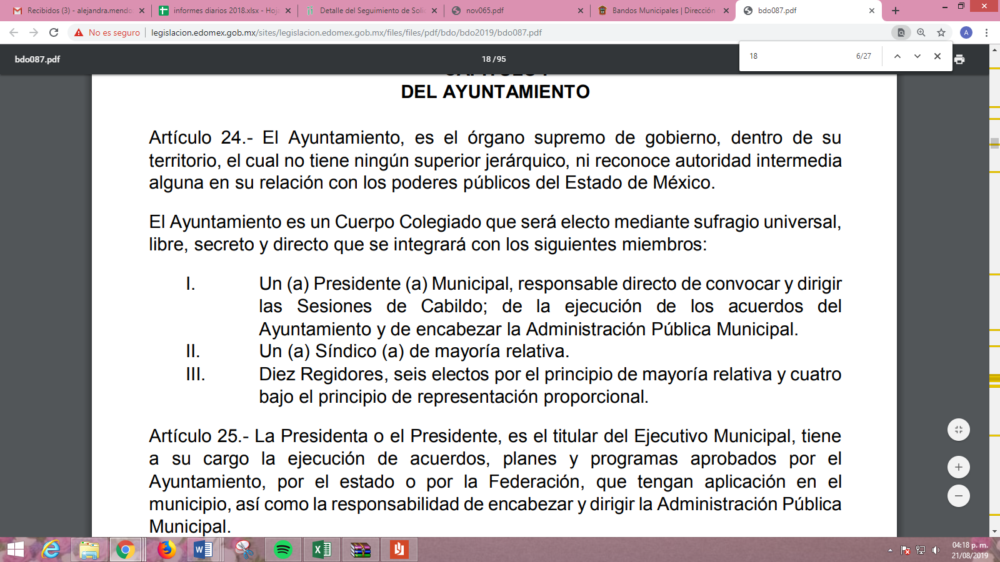 Recibidos (3) - alejandra.mendo
informes diarios 2018.xlsx - Hoja
Detalle del Seguimiento de Solic
nov065.pdf
Bandos Municipales | Dirección
bdo087.pdf
No es seguro
legislacion.edomex.gob.mx/sites/legislacion.edomex.gob.mx/files/files/pdf/bdo/bdo2019/bdo087.pdf
A
bdo087.pdf
18 / 95
18
6/27
DEL AYUNTAMIENTO
Artículo 24.- El Ayuntamiento, es el órgano supremo de gobierno, dentro de su
territorio, el cual no tiene ningún superior jerárquico, ni reconoce autoridad intermedia
alguna en su relación con los poderes públicos del Estado de México.
El Ayuntamiento es un Cuerpo Colegiado que será electo mediante sufragio universal,
libre, secreto y directo que se integrará con los siguientes miembros:
I. Un (a) Presidente (a) Municipal, responsable directo de convocar y dirigir
las Sesiones de Cabildo; de la ejecución de los acuerdos del
Ayuntamiento y de encabezar la Administración Pública Municipal.
II. Un (a) Síndico (a) de mayoría relativa.
III. Diez Regidores, seis electos por el principio de mayoría relativa y cuatro
bajo el principio de representación proporcional.
Artículo 25.- La Presidenta o el Presidente, es el titular del Ejecutivo Municipal, tiene
a su cargo la ejecución de acuerdos, planes y programas aprobados por el
Ayuntamiento, por el estado o por la Federación, que tengan aplicación en el
municipio, así como la responsabilidad de encabezar y dirigir la Administración Pública
Municipal.
04:18 p. m.
21/08/2019